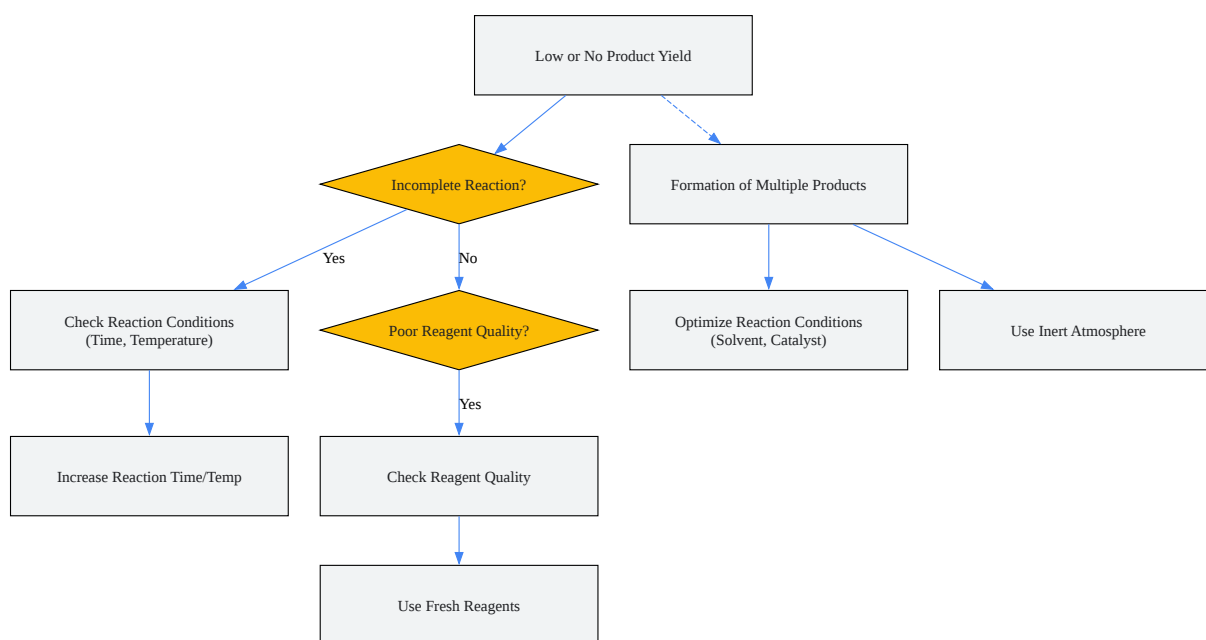 Low or No Product Yield
Incomplete Reaction?
Formation of Multiple Products
Yes
No
Check Reaction Conditions
(Time, Temperature)
Poor Reagent Quality?
Optimize Reaction Conditions
(Solvent, Catalyst)
Use Inert Atmosphere
Yes
Increase Reaction Time/Temp
Check Reagent Quality
Use Fresh Reagents